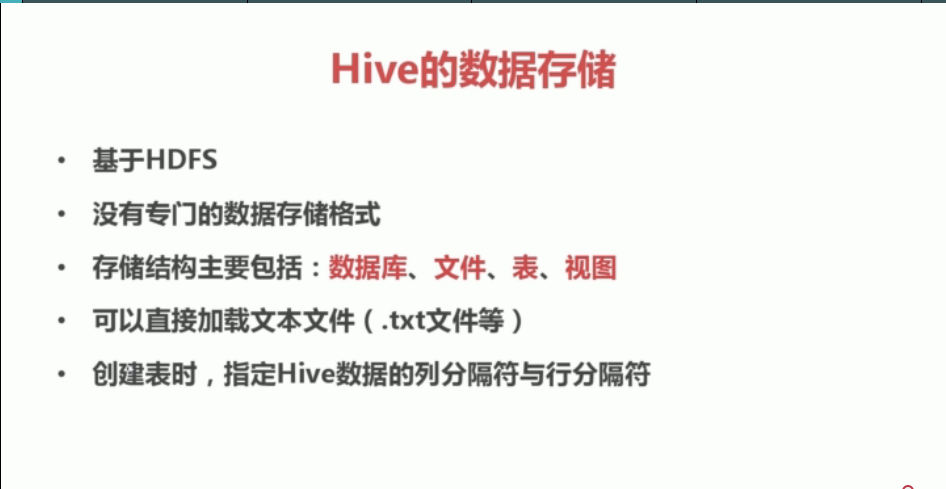 Hive的数据存储
• 基于HDFS
• 没有专门的数据存储格式
• 存储结构主要包括：数据库、文件、表、视图
• 可以直接加载文本文件（.txt文件等）
• 创建表时，指定Hive数据的列分隔符与行分隔符